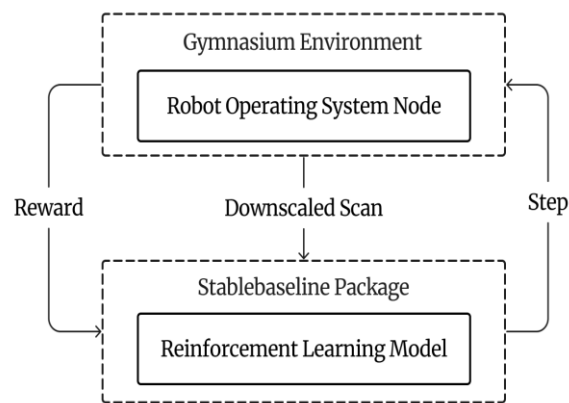 Gymnasium Environment
Robot Operating System Node
Reward
Downscaled Scan
Step
Stablebaseline Package
Reinforcement Learning Model